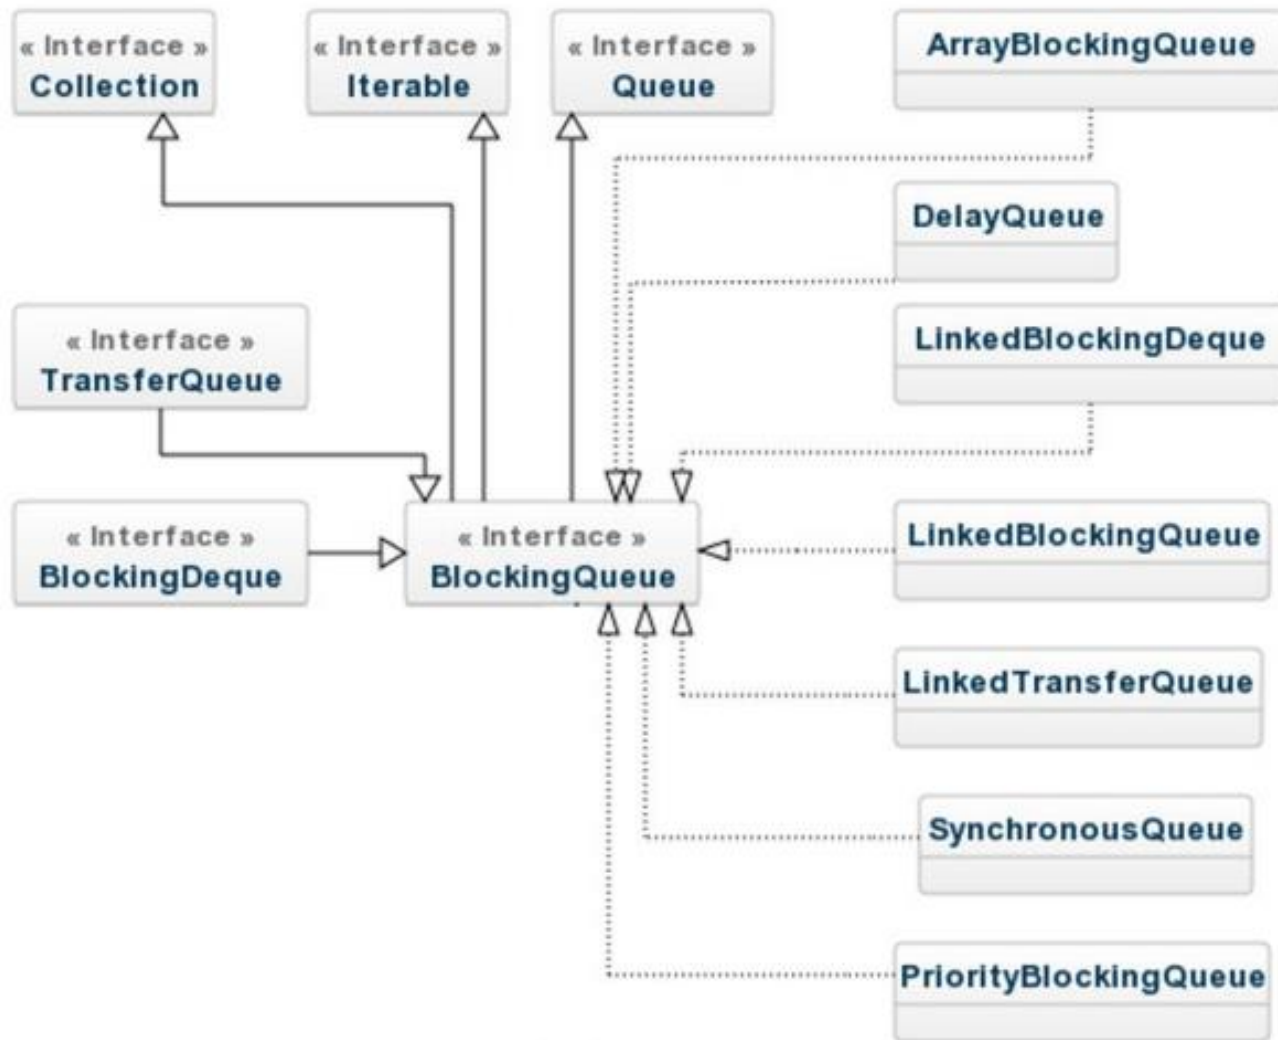 « Interface »
Collection
« Interface »
Iterable
« Interface »
Queue
ArrayBlockingQueue
DelayQueue
« Interface »
TransferQueue
LinkedBlockingDeque
« Interface »
BlockingDeque
« Interface »
BlockingQueue
LinkedBlockingQueue
LinkedTransferQueue
SynchronousQueue
PriorityBlockingQueue